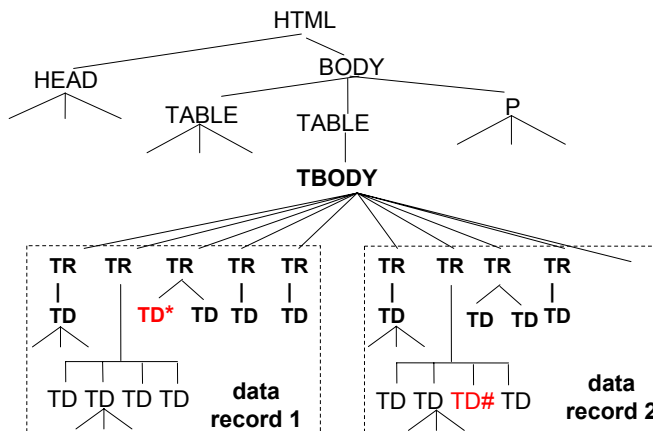 HTML
HEAD BODY
TABLE TABLE P
TBODY
TR TR TR TR TR TR TR TR TR
TD TD* TD TD TD TD TD TD TD
TD TD TD TD data record 1 TD TD TD# TD data record 2